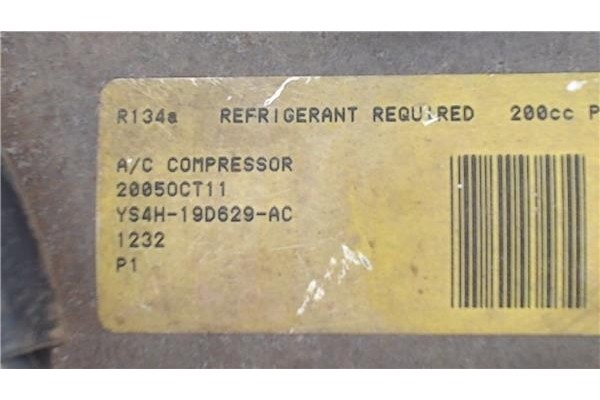 R134a REFRIGERANT REQUIRED 200cc P
A/C COMPRESSOR
2005OCT11
YS4H-19D629-AC
1232
P1